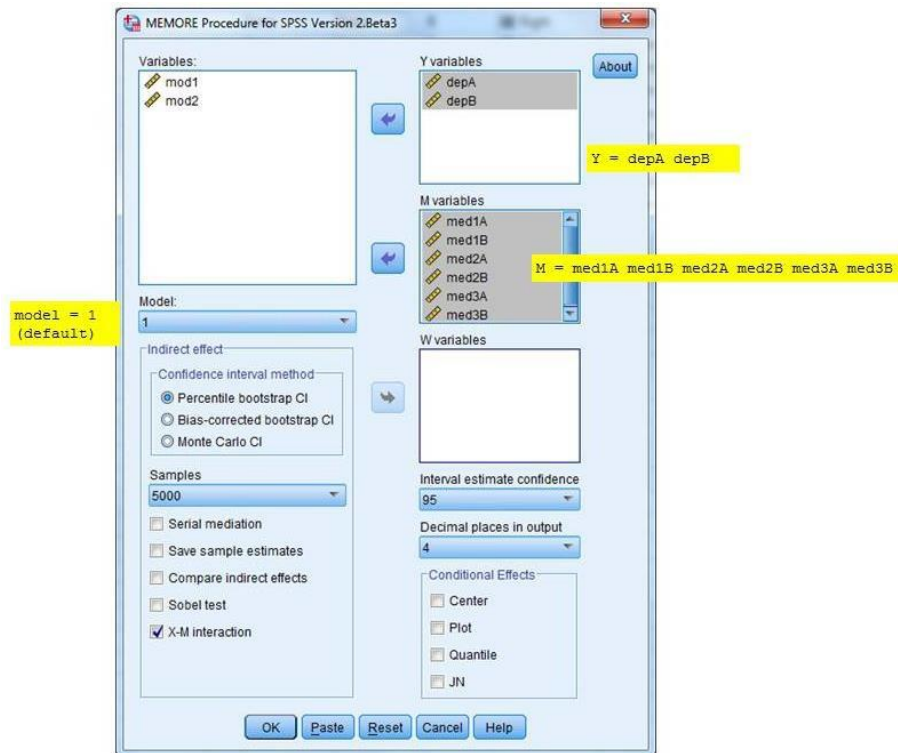 MEMORE Procedure for SPSS Version 2.Beta3
Variables:
mod1
mod2
Y variables
depA
depB
About
Y = depA depB
M variables
med1A
med1B
med2A
med2B
med3A
med3B
M = med1A med1B med2A med2B med3A med3B
Model:
1
model = 1
(default)
Indirect effect
Confidence interval method
Percentile bootstrap CI
Bias-corrected bootstrap CI
Monte Carlo CI
Samples
5000
Serial mediation
Save sample estimates
Compare indirect effects
Sobel test
X-M interaction
W variables
Interval estimate confidence
95
Decimal places in output
4
Conditional Effects
Center
Plot
Quantile
JN
OK
Paste
Reset
Cancel
Help